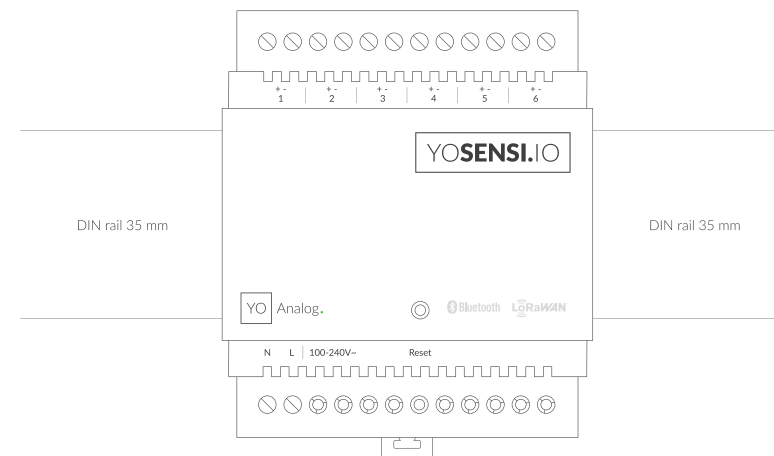 + - + - + - + - + - + -
1 2 3 4 5 6
YOSENSI.IO
DIN rail 35 mm DIN rail 35 mm
YO Analog. Bluetooth LoRaWAN
N L 100-240V~ Reset